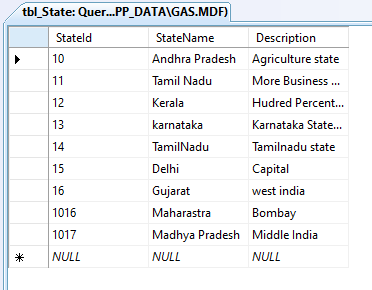 tbl_State: Quer...PP_DATA\GAS.MDF)
StateId StateName Description
10 Andhra Pradesh Agriculture state
11 Tamil Nadu More Business ...
12 Kerala Hudred Percent...
13 karnataka Karnataka State...
14 TamilNadu Tamilnadu state
15 Delhi Capital
16 Gujarat west india
1016 Maharastra Bombay
1017 Madhya Pradesh Middle India
NULL NULL NULL